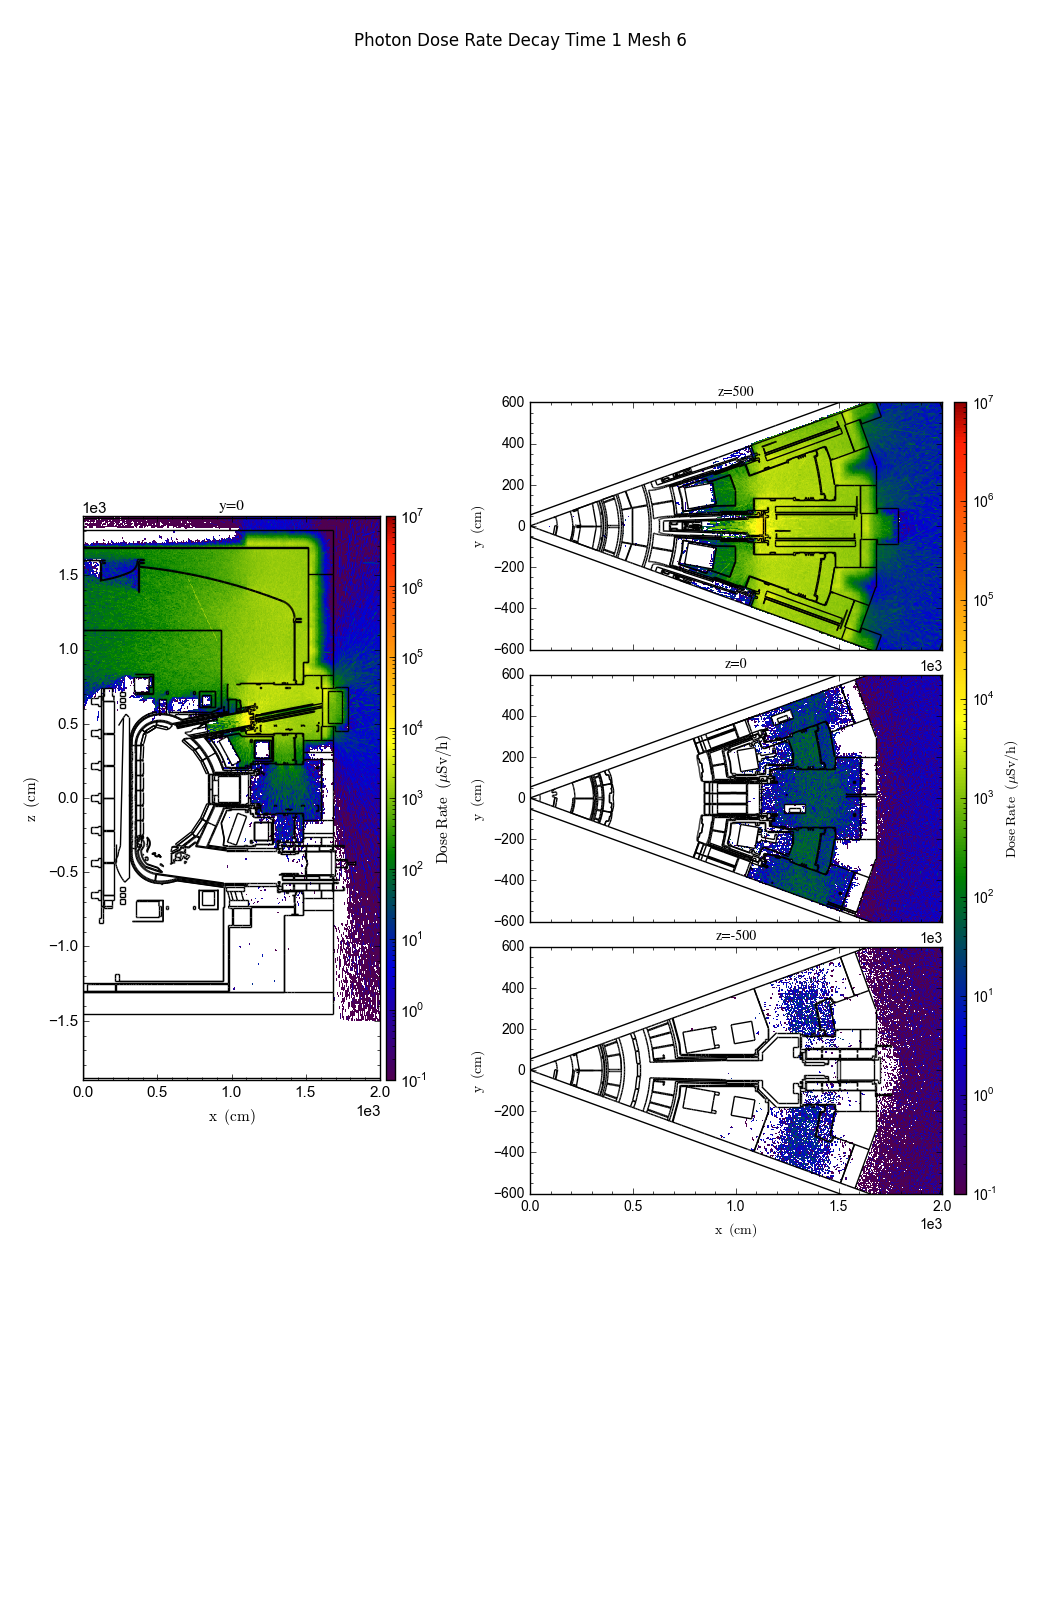 Photon Dose Rate Decay Time 1 Mesh 6
1e3
y=0
1.5
1.0
0.5
0.0
−0.5
−1.0
−1.5
z (cm)
0.0 0.5 1.0 1.5 2.0
1e3
x (cm)
10^7
10^6
10^5
10^4
10^3
10^2
10^1
10^0
10^-1
Dose Rate (μSv/h)
z=500
600
400
200
0
−200
−400
−600
y (cm)
1e3
z=0
600
400
200
0
−200
−400
−600
y (cm)
1e3
z=-500
600
400
200
0
−200
−400
−600
y (cm)
0.0 0.5 1.0 1.5 2.0
1e3
x (cm)
10^7
10^6
10^5
10^4
10^3
10^2
10^1
10^0
10^-1
Dose Rate (μSv/h)